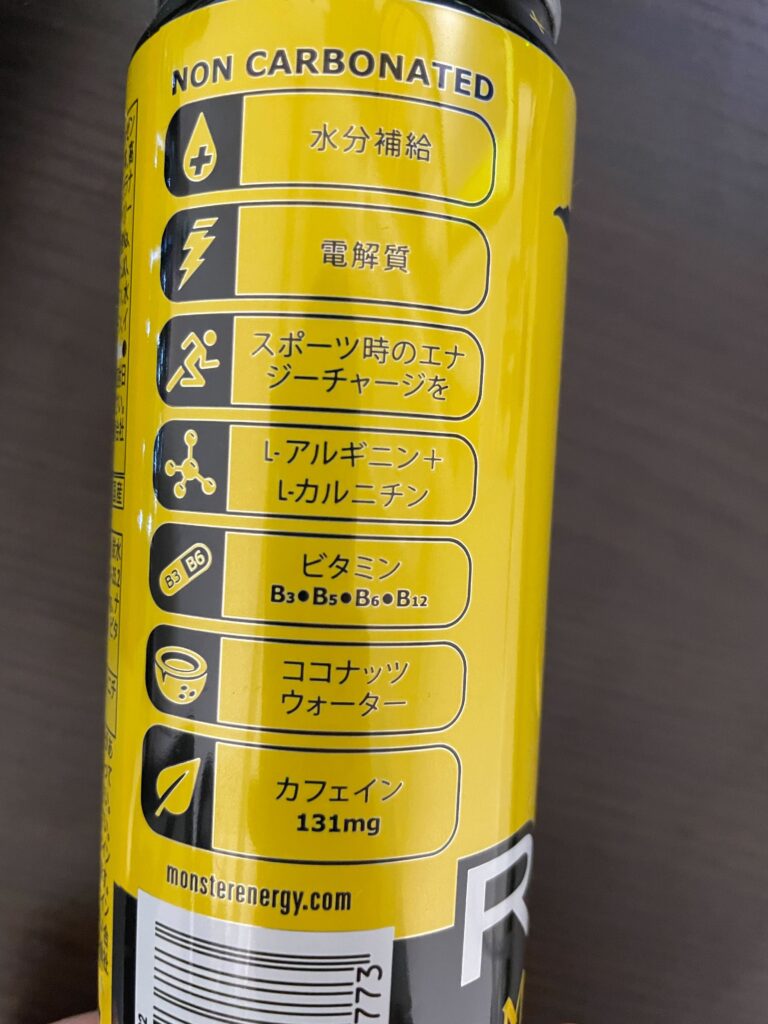 NON CARBONATED
水分補給
電解質
スポーツ時のエナ
ジーチャージを
L-アルギニン+
L-カルニチン
B3 B6
ビタミン
B3●B5●B6●B12
ココナッツ
ウォーター
カフェイン
131mg
monsterenergy.com
773
R